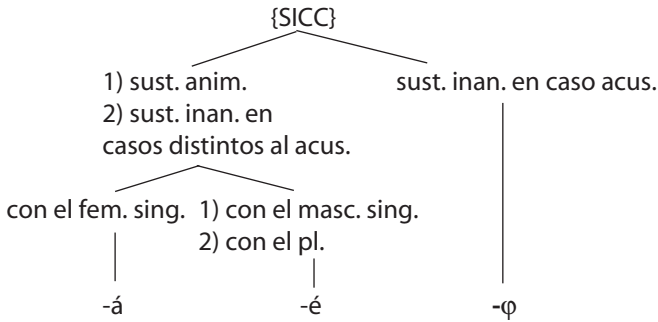 {SICC}
1) sust. anim.
2) sust. inan. en
casos distintos al acus.
sust. inan. en caso acus.
con el fem. sing.
1) con el masc. sing.
2) con el pl.
-á
-é
-φ